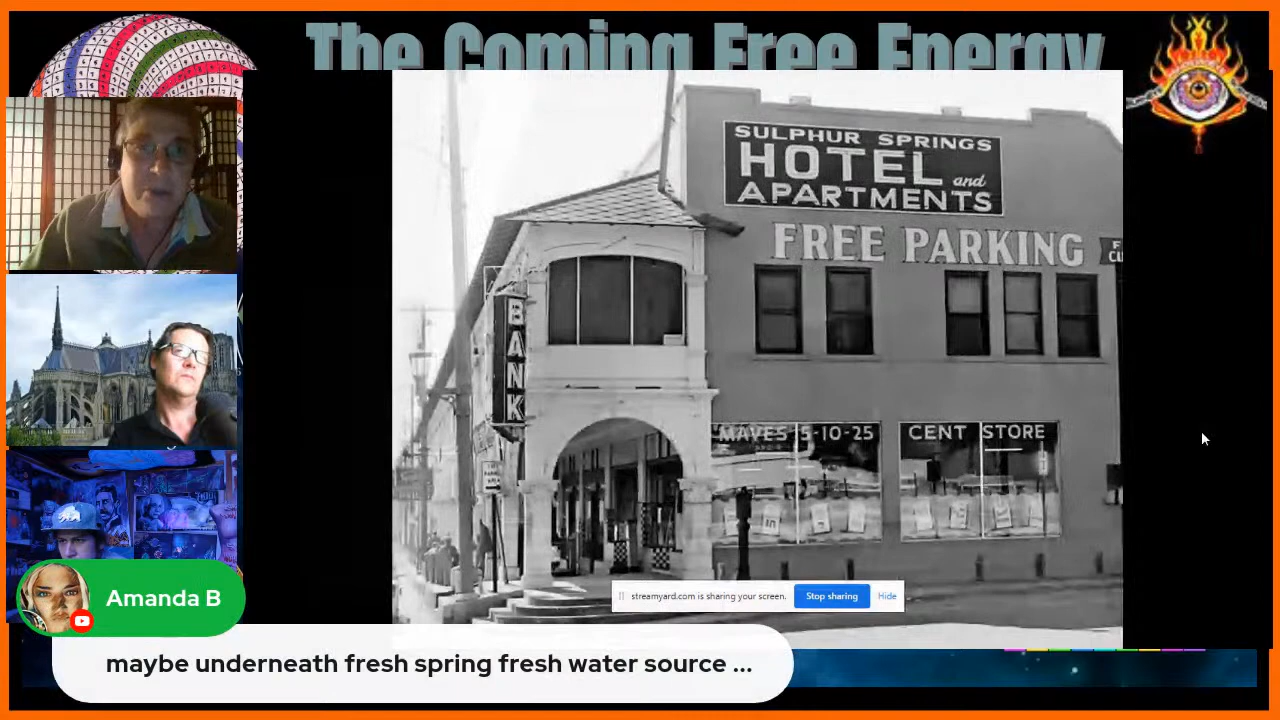 The Coming Free Energy
SULPHUR SPRINGS
HOTEL and
APARTMENTS
FREE PARKING
BANK
MAVES 5-10-25 CENT STORE
streamyard.com is sharing your screen.
Stop sharing
Hide
Amanda B
maybe underneath fresh spring fresh water source ...